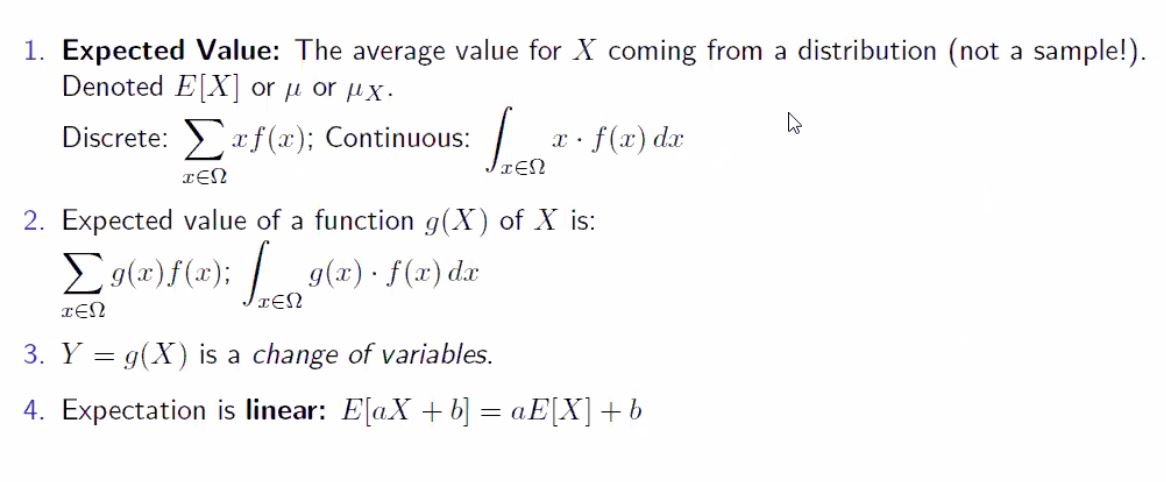 1. Expected Value: The average value for X coming from a distribution (not a sample!).
Denoted E[X] or μ or μ_X.
Discrete: ∑_{x∈Ω} x f(x); Continuous: ∫_{x∈Ω} x · f(x) dx
2. Expected value of a function g(X) of X is:
∑_{x∈Ω} g(x)f(x); ∫_{x∈Ω} g(x) · f(x) dx
3. Y = g(X) is a change of variables.
4. Expectation is linear: E[aX + b] = aE[X] + b